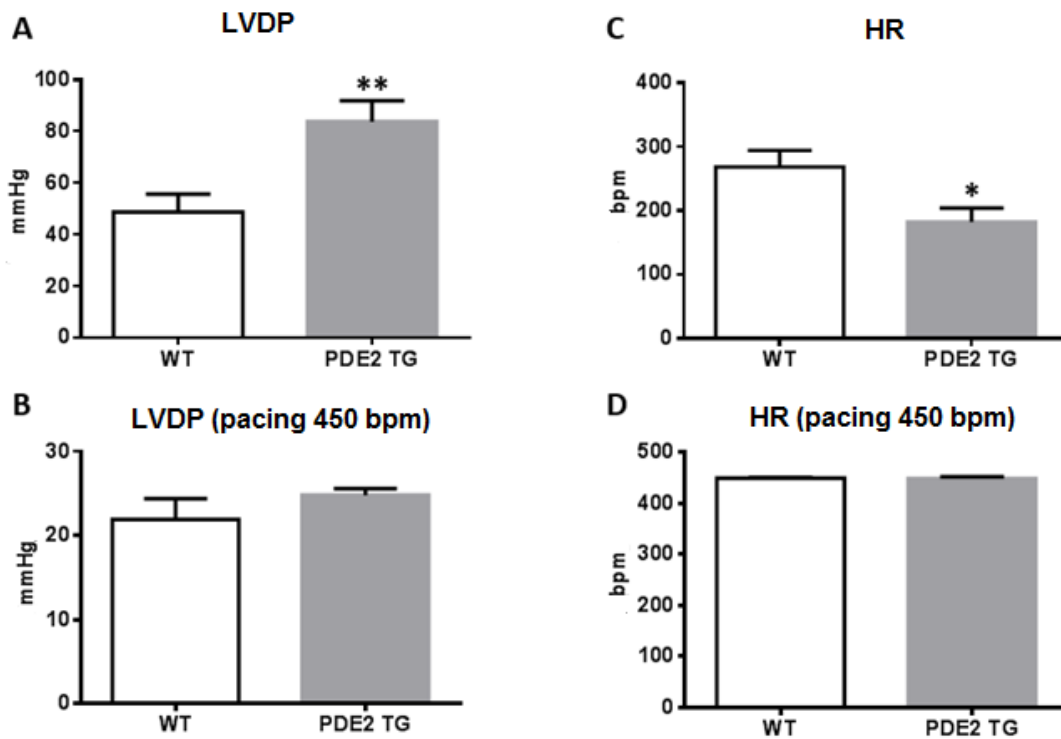 A
LVDP
mmHg
100
80
60
40
20
0
**
WT
PDE2 TG
C
HR
bpm
400
300
200
100
0
*
WT
PDE2 TG
B
LVDP (pacing 450 bpm)
mmHg
30
20
10
0
WT
PDE2 TG
D
HR (pacing 450 bpm)
bpm
500
400
300
200
100
0
WT
PDE2 TG